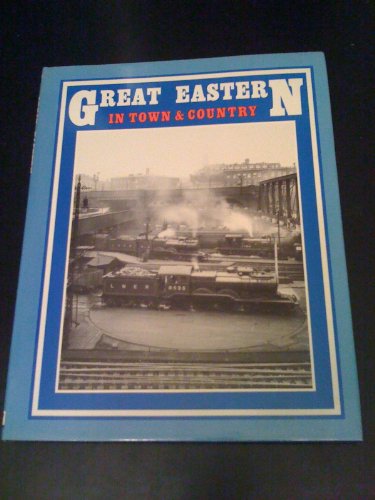 GREAT EASTERN
IN TOWN & COUNTRY
L N E R